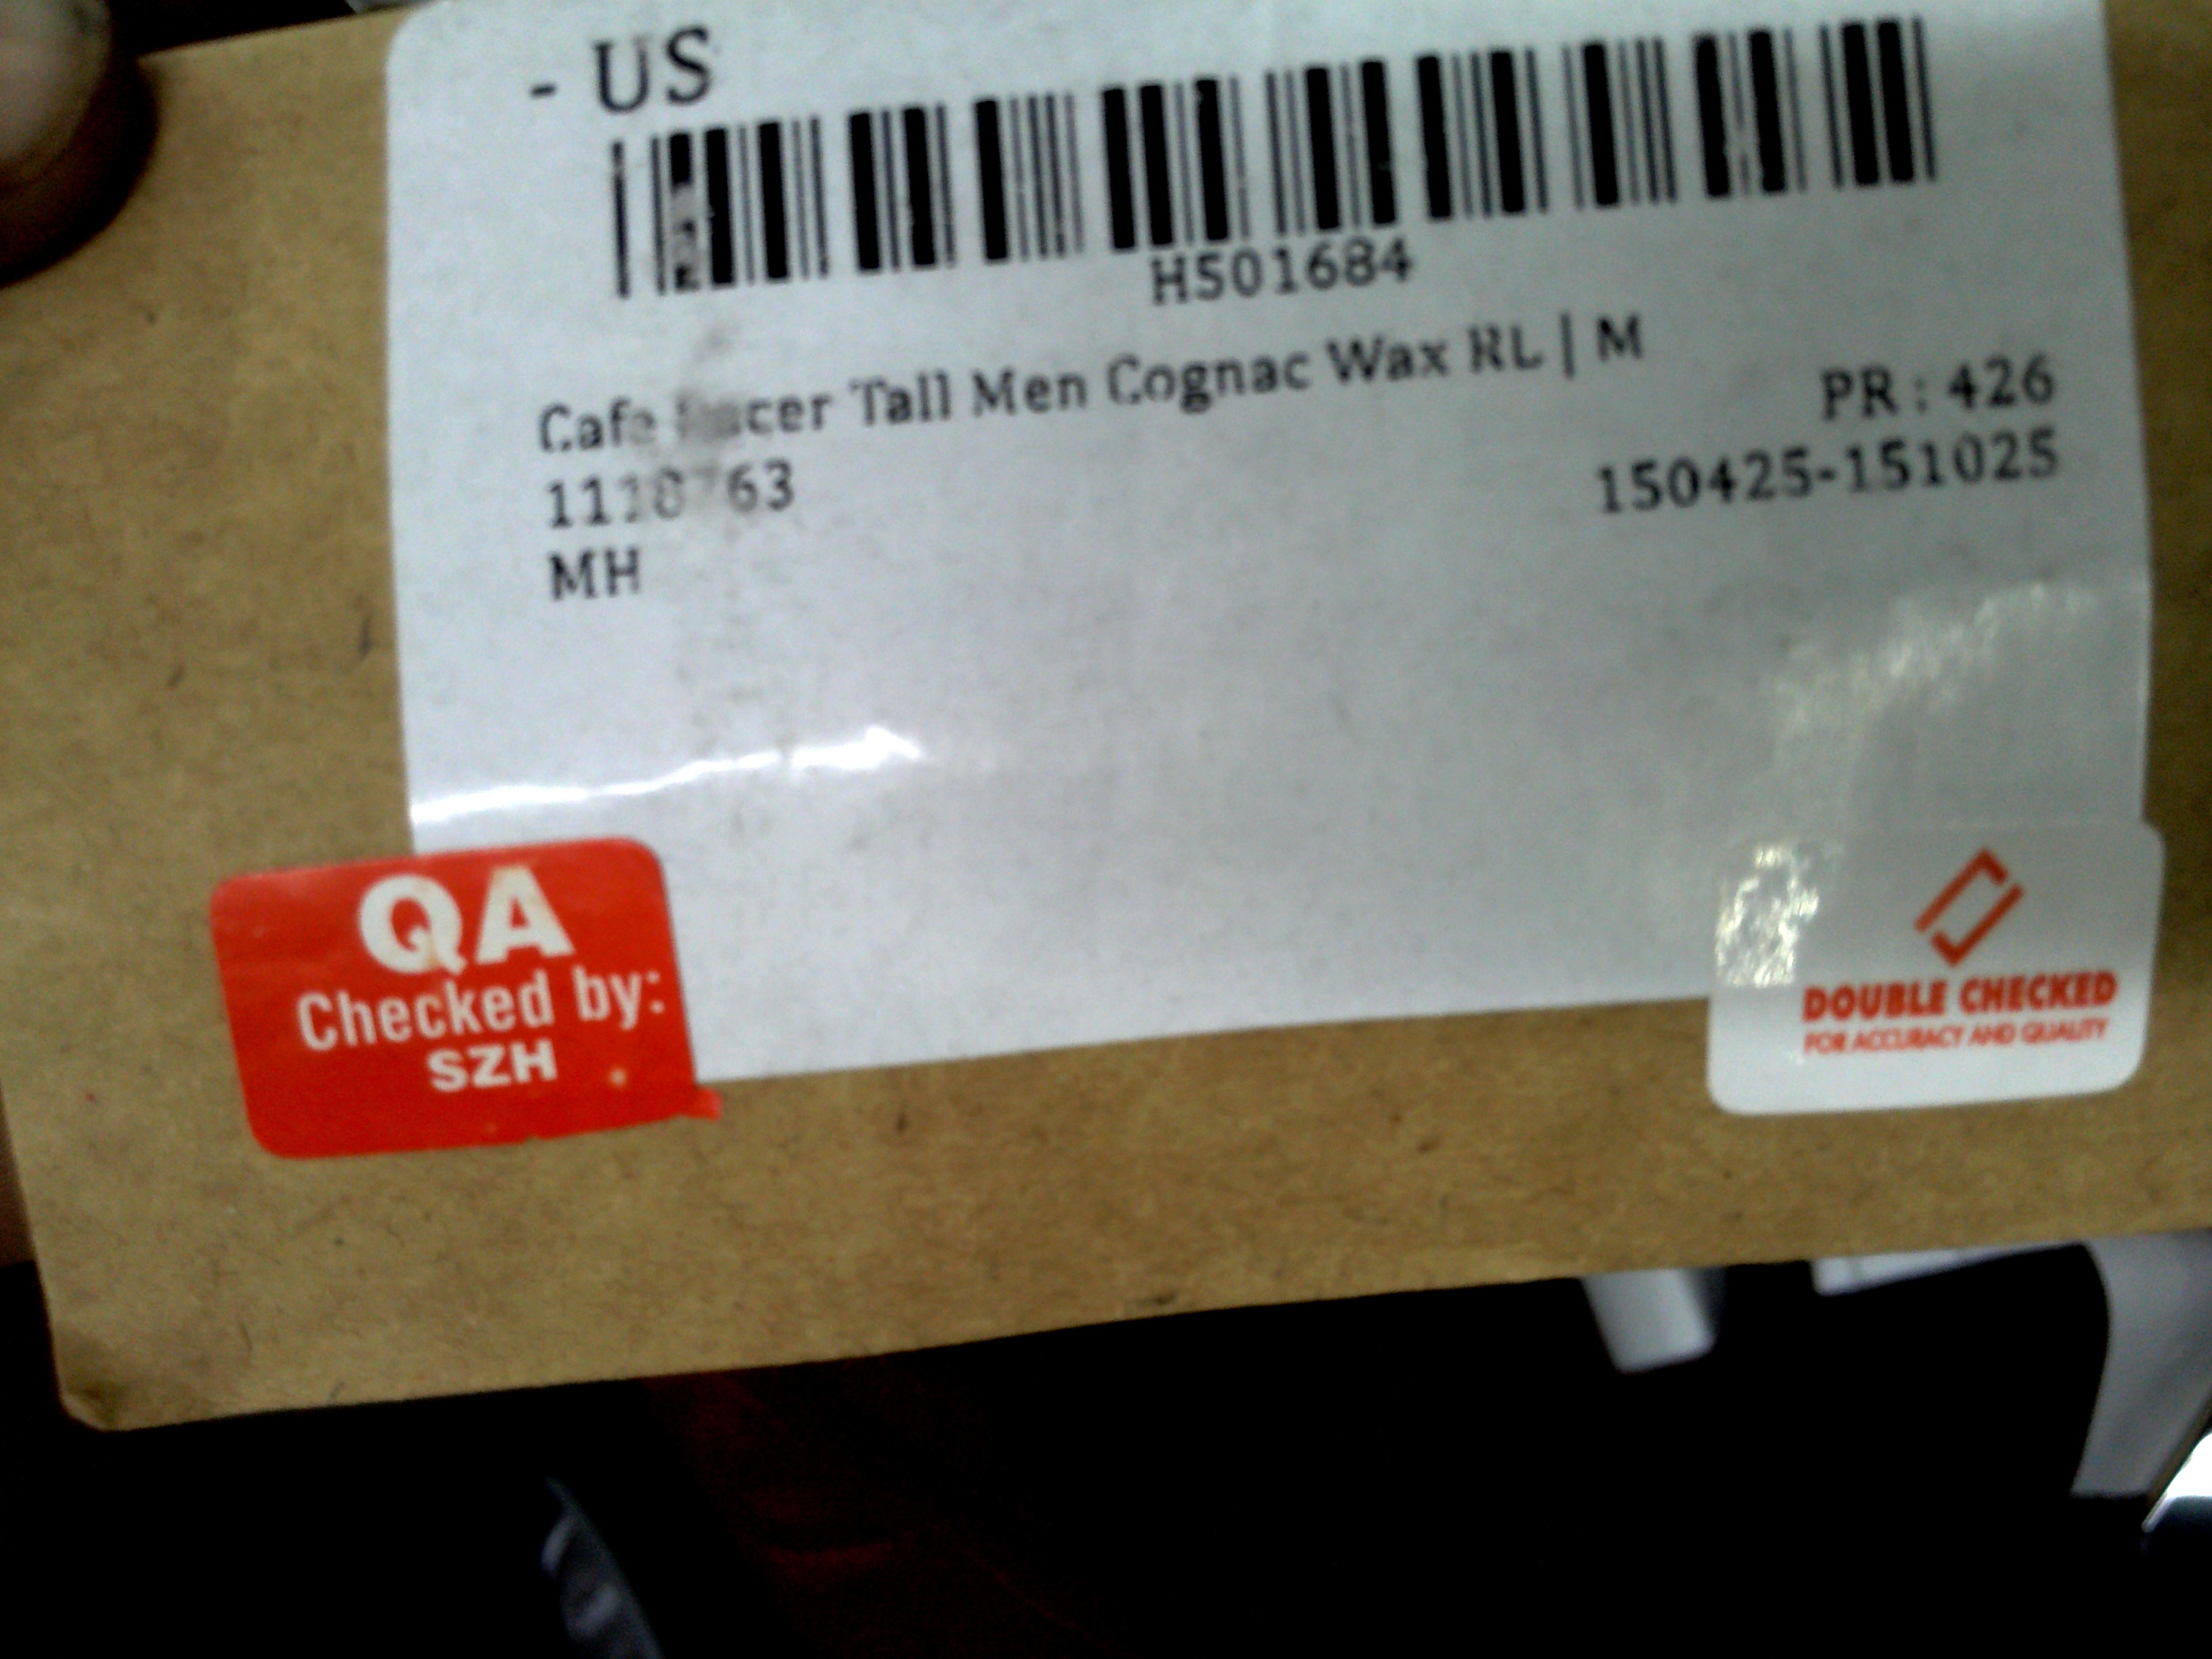 - US
H501684
Cafe Racer Tall Men Cognac Wax RL | M
PR : 426
150425-151025
MH
QA
Checked by:
SZH
DOUBLE CHECKED
FOR ACCURACY AND QUALITY